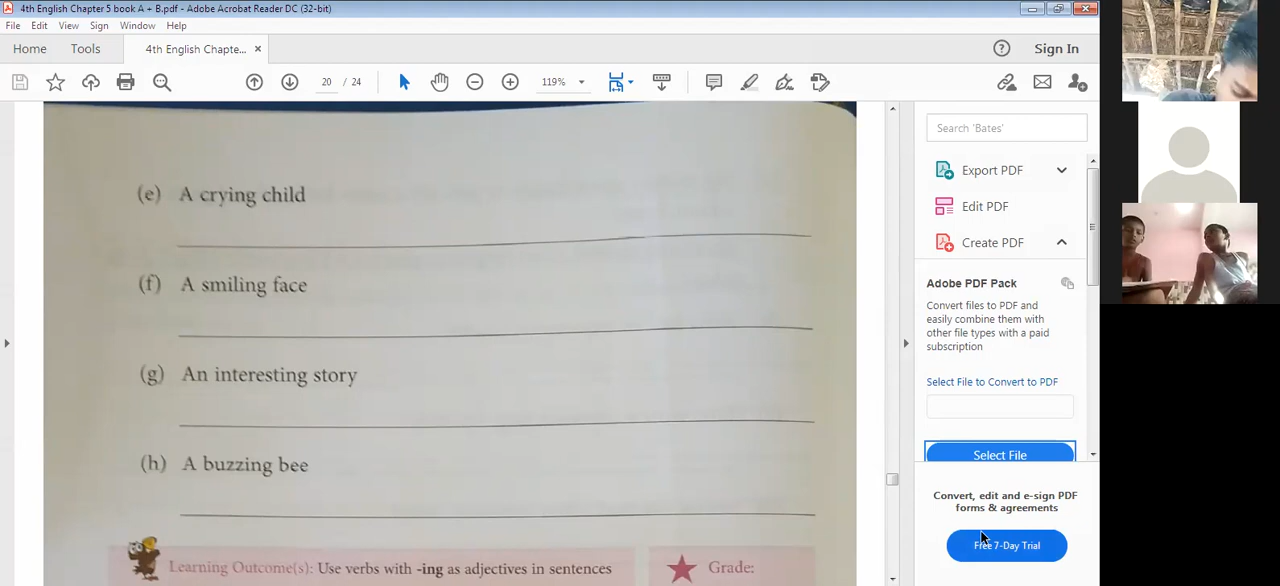 4th English Chapter 5 book A + B.pdf - Adobe Acrobat Reader DC (32-bit)
File Edit View Sign Window Help
Home Tools 4th English Chapte... × Sign In
20 / 24 119%
(e) A crying child
(f) A smiling face
(g) An interesting story
(h) A buzzing bee
Learning Outcome(s): Use verbs with -ing as adjectives in sentences
Grade:
Search 'Bates'
Export PDF
Edit PDF
Create PDF
Adobe PDF Pack
Convert files to PDF and
easily combine them with
other file types with a paid
subscription
Select File to Convert to PDF
Select File
Convert, edit and e-sign PDF
forms & agreements
Free 7-Day Trial